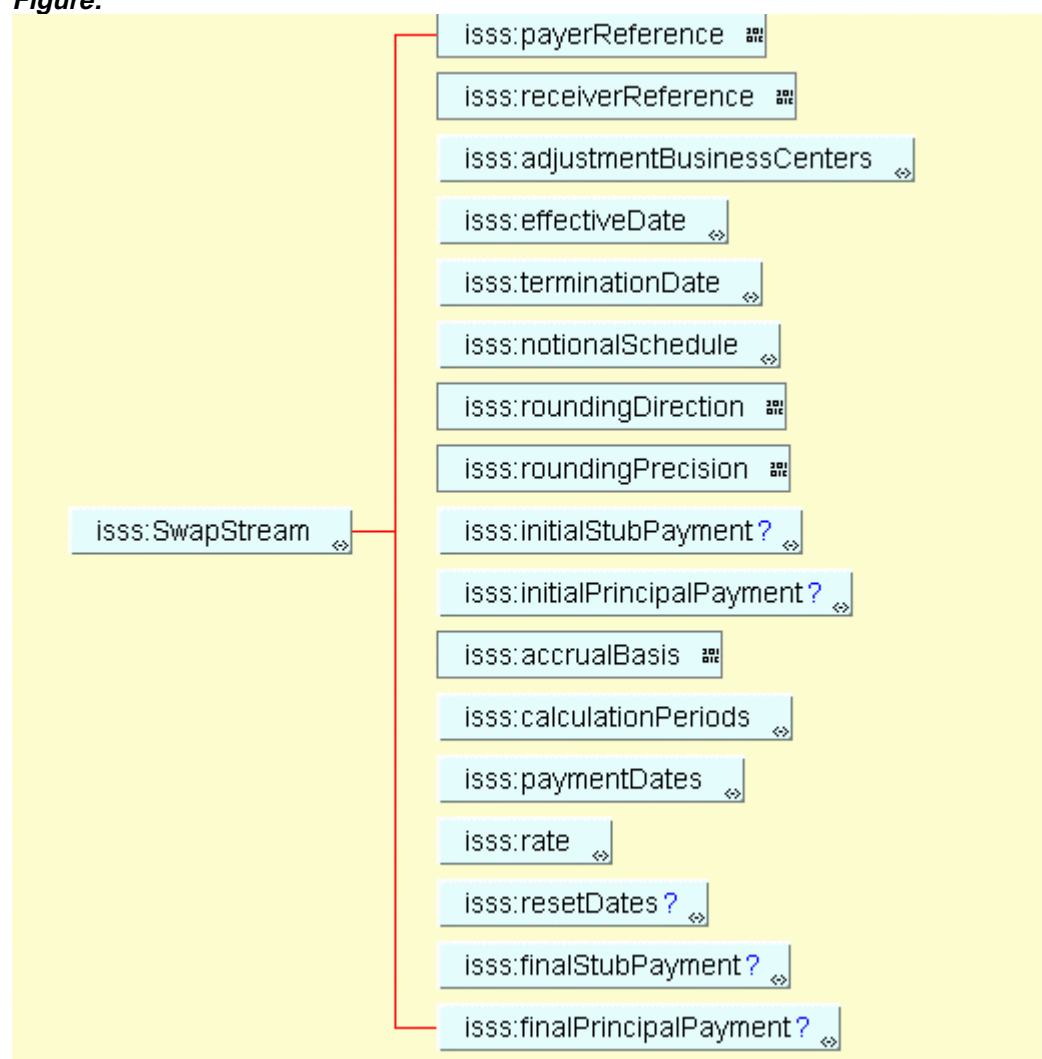 Figure:
isss:payerReference
isss:receiverReference
isss:adjustmentBusinessCenters
isss:effectiveDate
isss:terminationDate
isss:notionalSchedule
isss:roundingDirection
isss:roundingPrecision
isss:SwapStream
isss:initialStubPayment?
isss:initialPrincipalPayment?
isss:accrualBasis
isss:calculationPeriods
isss:paymentDates
isss:rate
isss:resetDates?
isss:finalStubPayment?
isss:finalPrincipalPayment?